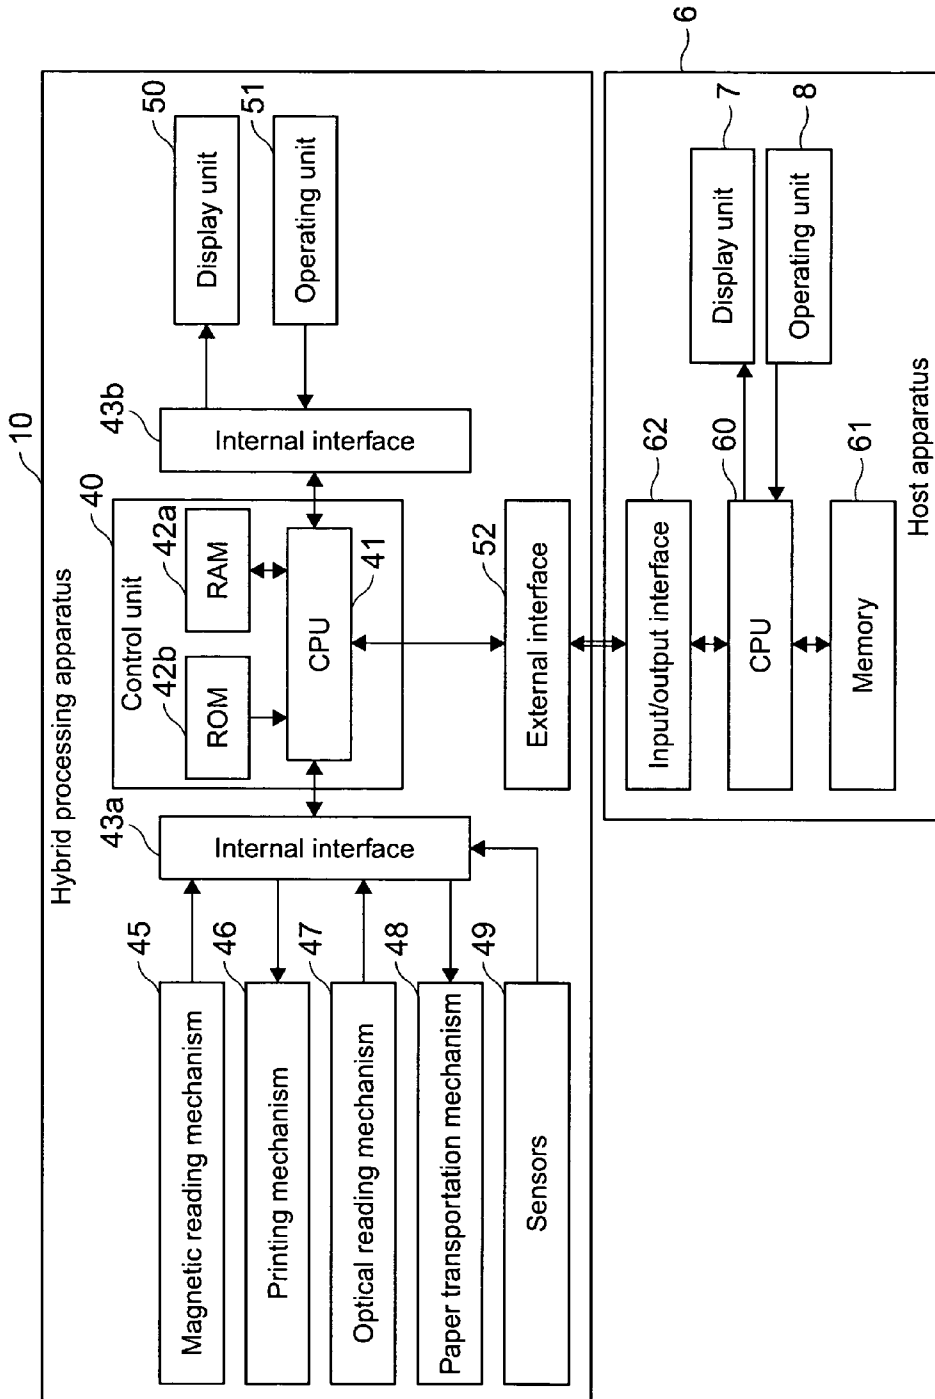 10
Hybrid processing apparatus
45
Magnetic reading mechanism
46
Printing mechanism
47
Optical reading mechanism
48
Paper transportation mechanism
49
Sensors
43a
Internal interface
40
Control unit
42b
ROM
42a
RAM
41
CPU
43b
Internal interface
50
Display unit
51
Operating unit
52
External interface
6
62
Input/output interface
60
CPU
61
Memory
7
Display unit
8
Operating unit
Host apparatus